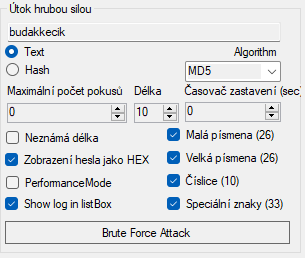 Útok hrubou silou
budakkecik
Text Algorithm
Hash MD5
Maximální počet pokusů Délka Časovač zastavení (sec)
0 10 0
Neznámá délka Malá písmena (26)
Zobrazení hesla jako HEX Velká písmena (26)
PerformanceMode Číslice (10)
Show log in listBox Speciální znaky (33)
Brute Force Attack